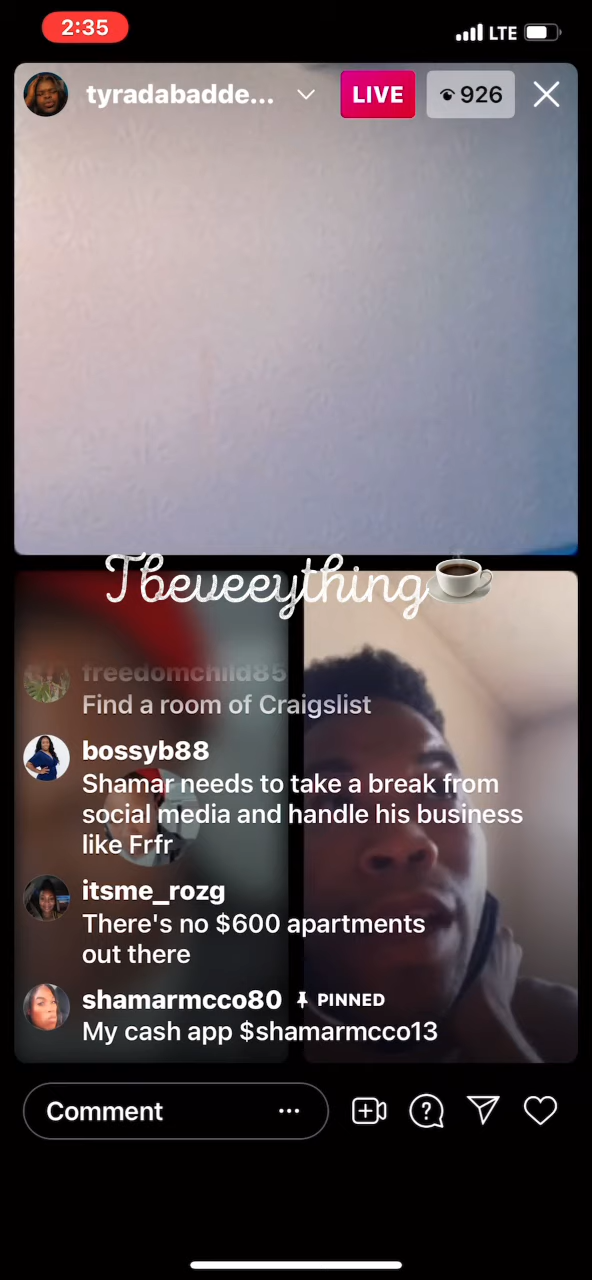 2:35
LTE
tyradabadde...
LIVE
926
Tbeveeything
freedomchild85
Find a room of Craigslist
bossyb88
Shamar needs to take a break from
social media and handle his business
like Frfr
itsme_rozg
There's no $600 apartments
out there
shamarmcco80 PINNED
My cash app $shamarmcco13
Comment